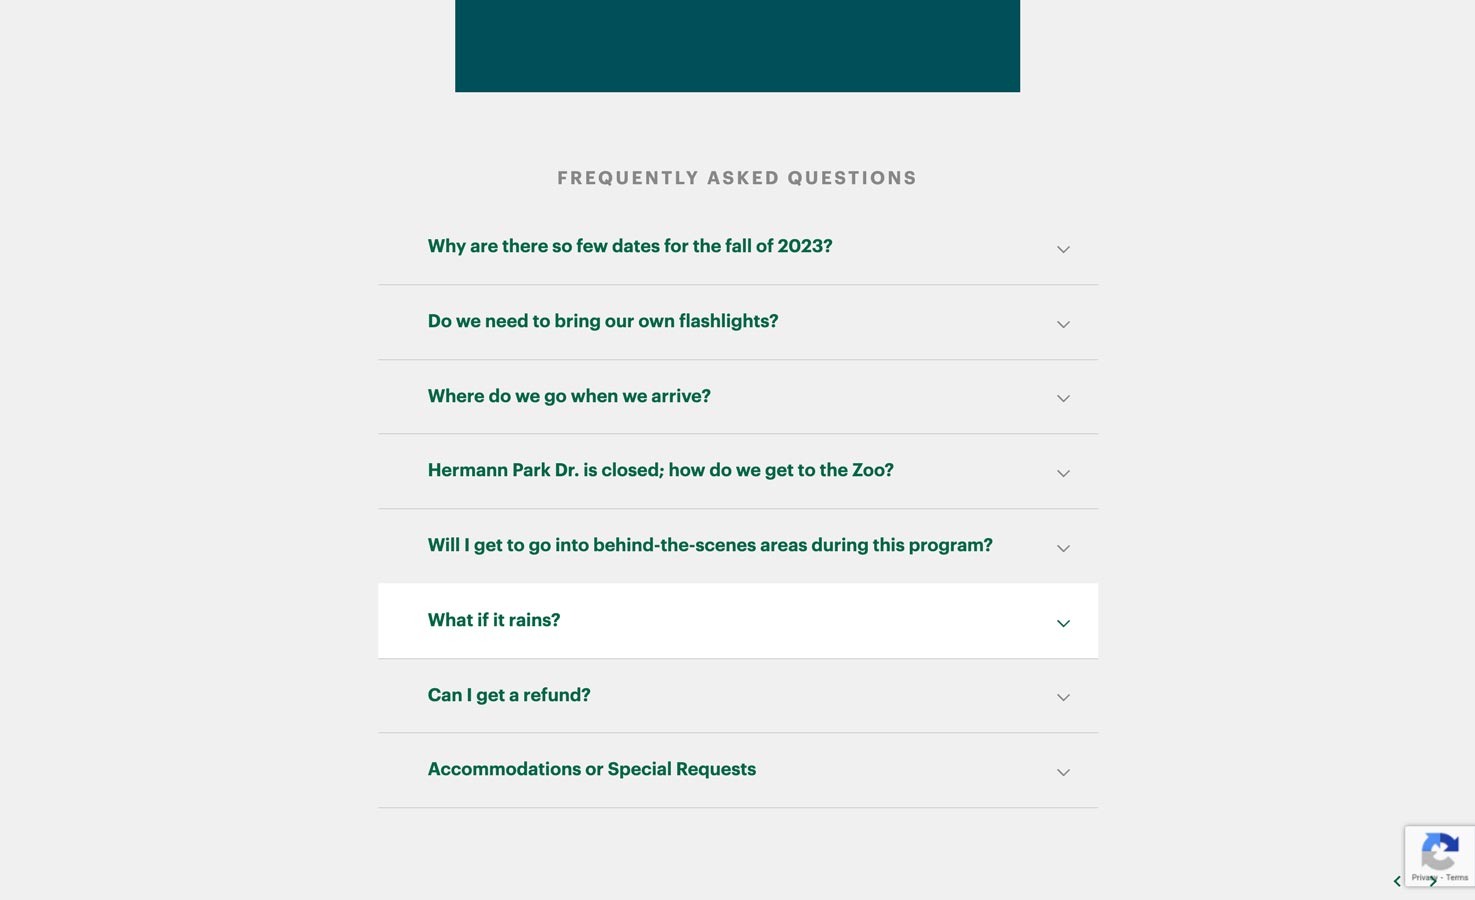 FREQUENTLY ASKED QUESTIONS
Why are there so few dates for the fall of 2023?
Do we need to bring our own flashlights?
Where do we go when we arrive?
Hermann Park Dr. is closed; how do we get to the Zoo?
Will I get to go into behind-the-scenes areas during this program?
What if it rains?
Can I get a refund?
Accommodations or Special Requests
Privacy - Terms